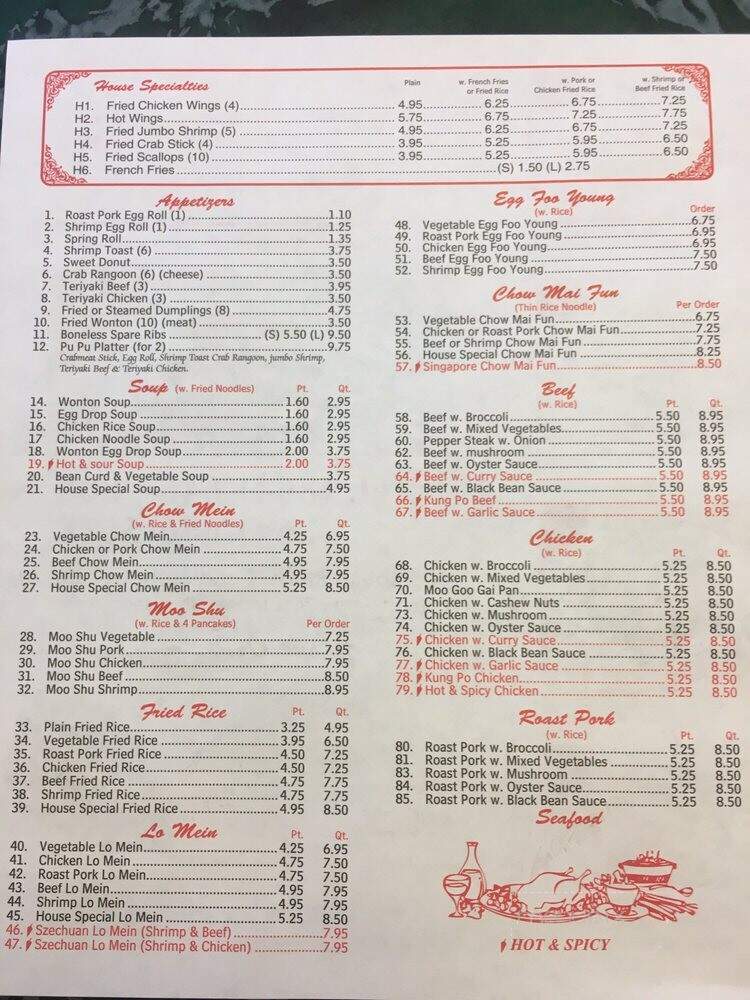 House Specialties Plain w. French Fries or Fried Rice w. Pork or Chicken Fried Rice w. Shrimp or Beef Fried Rice
H1. Fried Chicken Wings (4) 4.95 6.25 6.75 7.25
H2. Hot Wings 5.75 6.75 7.25 7.75
H3. Fried Jumbo Shrimp (5) 4.95 6.25 6.75 7.25
H4. Fried Crab Stick (4) 3.95 5.25 5.95 6.50
H5. Fried Scallops (10) 3.95 5.25 5.95 6.50
H6. French Fries (S) 1.50 (L) 2.75
Appetizers
1. Roast Pork Egg Roll (1) 1.10
2. Shrimp Egg Roll (1) 1.25
3. Spring Roll 1.35
4. Shrimp Toast (6) 3.75
5. Sweet Donut 3.50
6. Crab Rangoon (6) (cheese) 3.50
7. Teriyaki Beef (3) 3.95
8. Teriyaki Chicken (3) 3.50
9. Fried or Steamed Dumplings (8) 4.75
10. Fried Wonton (10) (meat) 3.50
11. Boneless Spare Ribs (S) 5.50 (L) 9.50
12. Pu Pu Platter (for 2) 9.75
Crabmeat Stick, Egg Roll, Shrimp Toast Crab Rangoon, Jumbo Shrimp,
Teriyaki Beef & Teriyaki Chicken.
Soup (w. Fried Noodles) Pt. Qt.
14. Wonton Soup 1.60 2.95
15. Egg Drop Soup 1.60 2.95
16. Chicken Rice Soup 1.60 2.95
17 Chicken Noodle Soup 1.60 2.95
18. Wonton Egg Drop Soup 2.00 3.75
19. Hot & sour Soup 2.00 3.75
20. Bean Curd & Vegetable Soup 3.75
21. House Special Soup 4.95
Chow Mein
(w. Rice & Fried Noodles) Pt. Qt.
23. Vegetable Chow Mein 4.25 6.95
24. Chicken or Pork Chow Mein 4.75 7.50
25. Beef Chow Mein 4.95 7.95
26. Shrimp Chow Mein 4.95 7.95
27. House Special Chow Mein 5.25 8.50
Moo Shu
(w. Rice & 4 Pancakes) Per Order
28. Moo Shu Vegetable 7.25
29. Moo Shu Pork 7.95
30. Moo Shu Chicken 7.95
31. Moo Shu Beef 8.50
32. Moo Shu Shrimp 8.95
Fried Rice Pt. Qt.
33. Plain Fried Rice 3.25 4.95
34. Vegetable Fried Rice 3.95 6.50
35. Roast Pork Fried Rice 4.50 7.25
36. Chicken Fried Rice 4.50 7.25
37. Beef Fried Rice 4.75 7.75
38. Shrimp Fried Rice 4.75 7.75
39. House Special Fried Rice 4.95 8.50
Lo Mein Pt. Qt.
40. Vegetable Lo Mein 4.25 6.95
41. Chicken Lo Mein 4.75 7.50
42. Roast Pork Lo Mein 4.75 7.50
43. Beef Lo Mein 4.95 7.95
44. Shrimp Lo Mein 4.95 7.95
45. House Special Lo Mein 5.25 8.50
46. Szechuan Lo Mein (Shrimp & Beef) 7.95
47. Szechuan Lo Mein (Shrimp & Chicken) 7.95
Egg Foo Young
(w. Rice) Order
48. Vegetable Egg Foo Young 6.75
49. Roast Pork Egg Foo Young 6.95
50. Chicken Egg Foo Young 6.95
51. Beef Egg Foo Young 7.50
52. Shrimp Egg Foo Young 7.50
Chow Mai Fun
(Thin Rice Noodle) Per Order
53. Vegetable Chow Mai Fun 6.75
54. Chicken or Roast Pork Chow Mai Fun 7.25
55. Beef or Shrimp Chow Mai Fun 7.75
56. House Special Chow Mai Fun 8.25
57. Singapore Chow Mai Fun 8.50
Beef
(w. Rice) Pt. Qt.
58. Beef w. Broccoli 5.50 8.95
59. Beef w. Mixed Vegetables 5.50 8.95
60. Pepper Steak w. Onion 5.50 8.95
62. Beef w. mushroom 5.50 8.95
63. Beef w. Oyster Sauce 5.50 8.95
64. Beef w. Curry Sauce 5.50 8.95
65. Beef w. Black Bean Sauce 5.50 8.95
66. Kung Po Beef 5.50 8.95
67. Beef w. Garlic Sauce 5.50 8.95
Chicken
(w. Rice) Pt. Qt.
68. Chicken w. Broccoli 5.25 8.50
69. Chicken w. Mixed Vegetables 5.25 8.50
70. Moo Goo Gai Pan 5.25 8.50
71. Chicken w. Cashew Nuts 5.25 8.50
73. Chicken w. Mushroom 5.25 8.50
74. Chicken w. Oyster Sauce 5.25 8.50
75. Chicken w. Curry Sauce 5.25 8.50
76. Chicken w. Black Bean Sauce 5.25 8.50
77. Chicken w. Garlic Sauce 5.25 8.50
78. Kung Po Chicken 5.25 8.50
79. Hot & Spicy Chicken 5.25 8.50
Roast Pork
(w. Rice) Pt. Qt.
80. Roast Pork w. Broccoli 5.25 8.50
81. Roast Pork w. Mixed Vegetables 5.25 8.50
83. Roast Pork w. Mushroom 5.25 8.50
84. Roast Pork w. Oyster Sauce 5.25 8.50
85. Roast Pork w. Black Bean Sauce 5.25 8.50
Seafood
HOT & SPICY